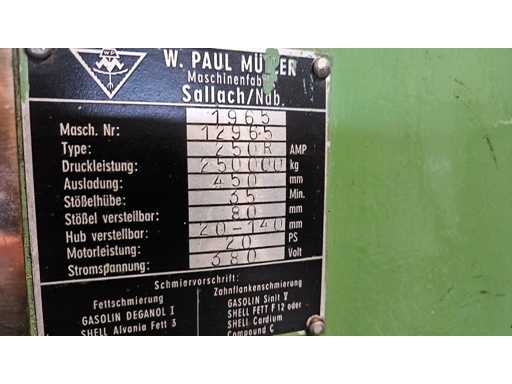 W. PAUL MÜLLER
Maschinenfab.
Sallach/Ndb.
1965
Masch. Nr: 12965
Type: 250R AMP
Druckleistung: 250000 kg
Ausladung: 450 mm
Stößelhübe: 35 Min.
Stößel verstellbar: 80 mm
Hub verstellbar: 20-140 mm
Motorleistung: 20 PS
Stromspannung: 380 Volt
Schmiervorschrift:
Fettschmierung
GASOLIN DEGANOL I
SHELL Alvania Fett 3
Zahnflankenschmierung
GASOLIN Sinit V
SHELL FETT F 12 oder
SHELL Cardium
Compound C